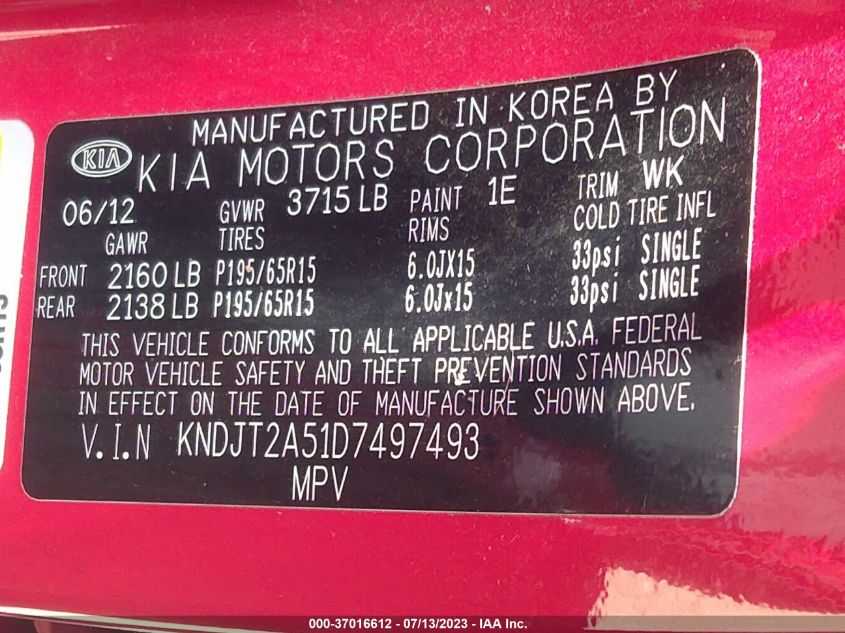 MANUFACTURED IN KOREA BY
KIA KIA MOTORS CORPORATION
06/12 GVWR 3715 LB PAINT 1E TRIM WK
GAWR TIRES RIMS COLD TIRE INFL
FRONT 2160 LB P195/65R15 6.0JX15 33psi SINGLE
REAR 2138 LB P195/65R15 6.0Jx15 33psi SINGLE
THIS VEHICLE CONFORMS TO ALL APPLICABLE U.S.A. FEDERAL
MOTOR VEHICLE SAFETY AND THEFT PREVENTION STANDARDS
IN EFFECT ON THE DATE OF MANUFACTURE SHOWN ABOVE.
V.I.N KNDJT2A51D7497493
MPV
000-37016612 - 07/13/2023 - IAA Inc.